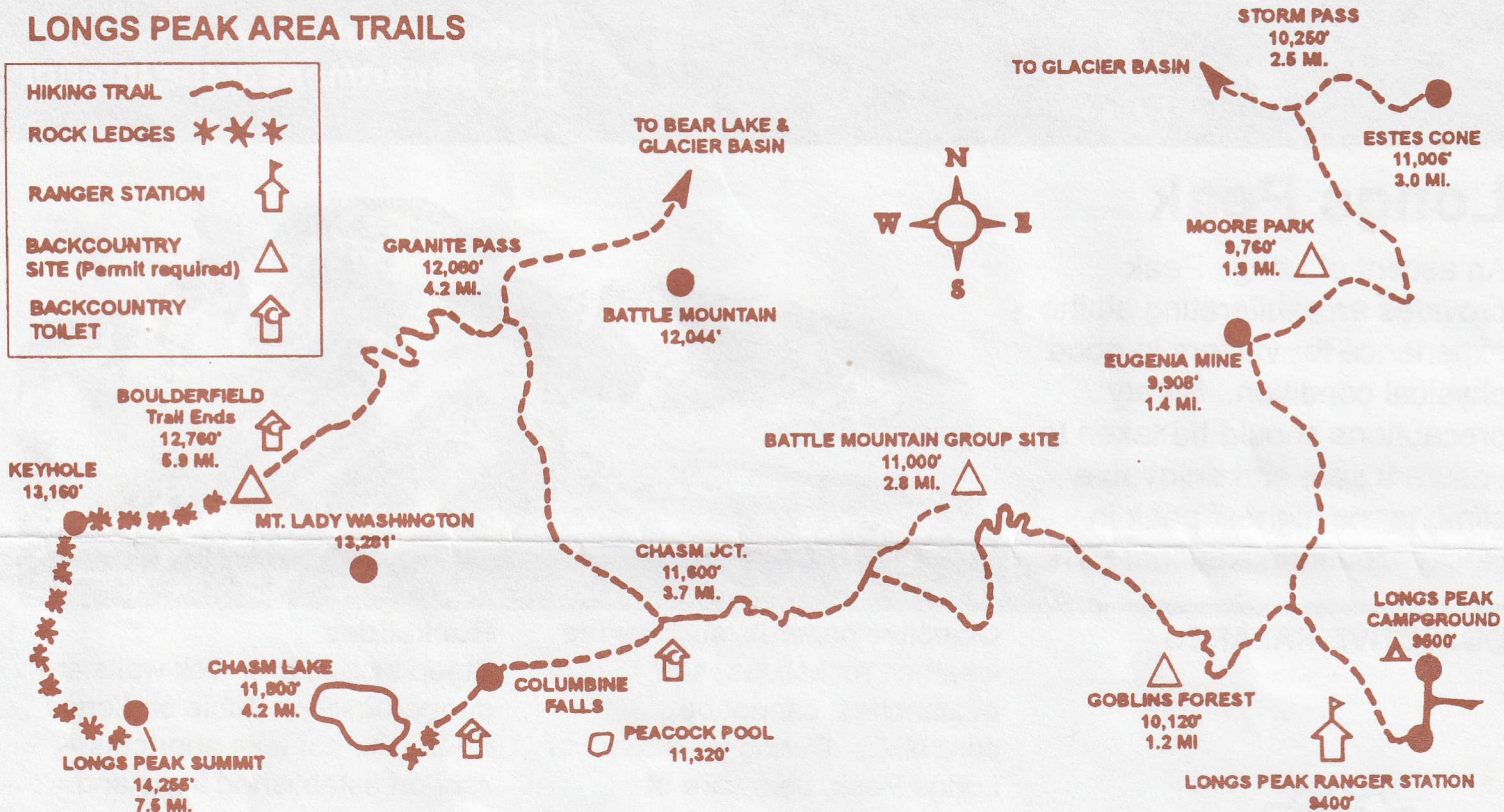 LONGS PEAK AREA TRAILS
HIKING TRAIL
ROCK LEDGES
RANGER STATION
BACKCOUNTRY
SITE (Permit required)
BACKCOUNTRY
TOILET
STORM PASS
10,250'
2.5 MI.
TO GLACIER BASIN
ESTES CONE
11,006'
3.0 MI.
TO BEAR LAKE &
GLACIER BASIN
N
W
E
S
MOORE PARK
9,760'
1.9 MI.
GRANITE PASS
12,080'
4.2 MI.
BATTLE MOUNTAIN
12,044'
EUGENIA MINE
9,908'
1.4 MI.
BOULDERFIELD
Trail Ends
12,760'
5.9 MI.
KEYHOLE
13,160'
BATTLE MOUNTAIN GROUP SITE
11,000'
2.8 MI.
MT. LADY WASHINGTON
13,281'
CHASM JCT.
11,600'
3.7 MI.
LONGS PEAK
CAMPGROUND
9600'
CHASM LAKE
11,800'
4.2 MI.
COLUMBINE
FALLS
GOBLINS FOREST
10,120'
1.2 MI
PEACOCK POOL
11,320'
LONGS PEAK SUMMIT
14,255'
7.5 MI.
LONGS PEAK RANGER STATION
9400'